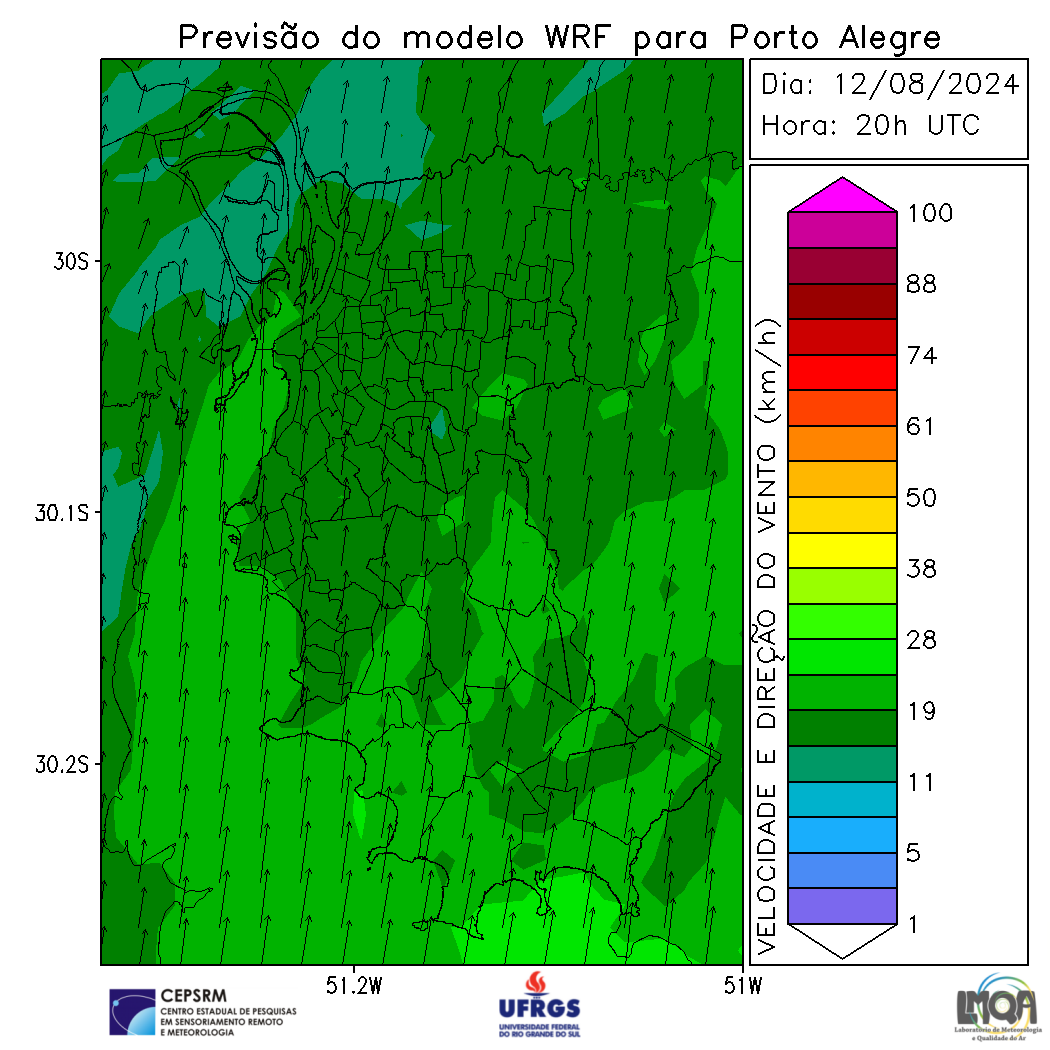 Previsão do modelo WRF para Porto Alegre
Dia: 12/08/2024
Hora: 20h UTC
30S
30.1S
30.2S
51.2W
51W
VELOCIDADE E DIREÇÃO DO VENTO (km/h)
100
88
74
61
50
38
28
19
11
5
1
CEPSRM
CENTRO ESTADUAL DE PESQUISAS
EM SENSORIAMENTO REMOTO
E METEOROLOGIA
UFRGS
UNIVERSIDADE FEDERAL
DO RIO GRANDE DO SUL
LMQA
Laboratório de Meteorologia
e Qualidade do Ar